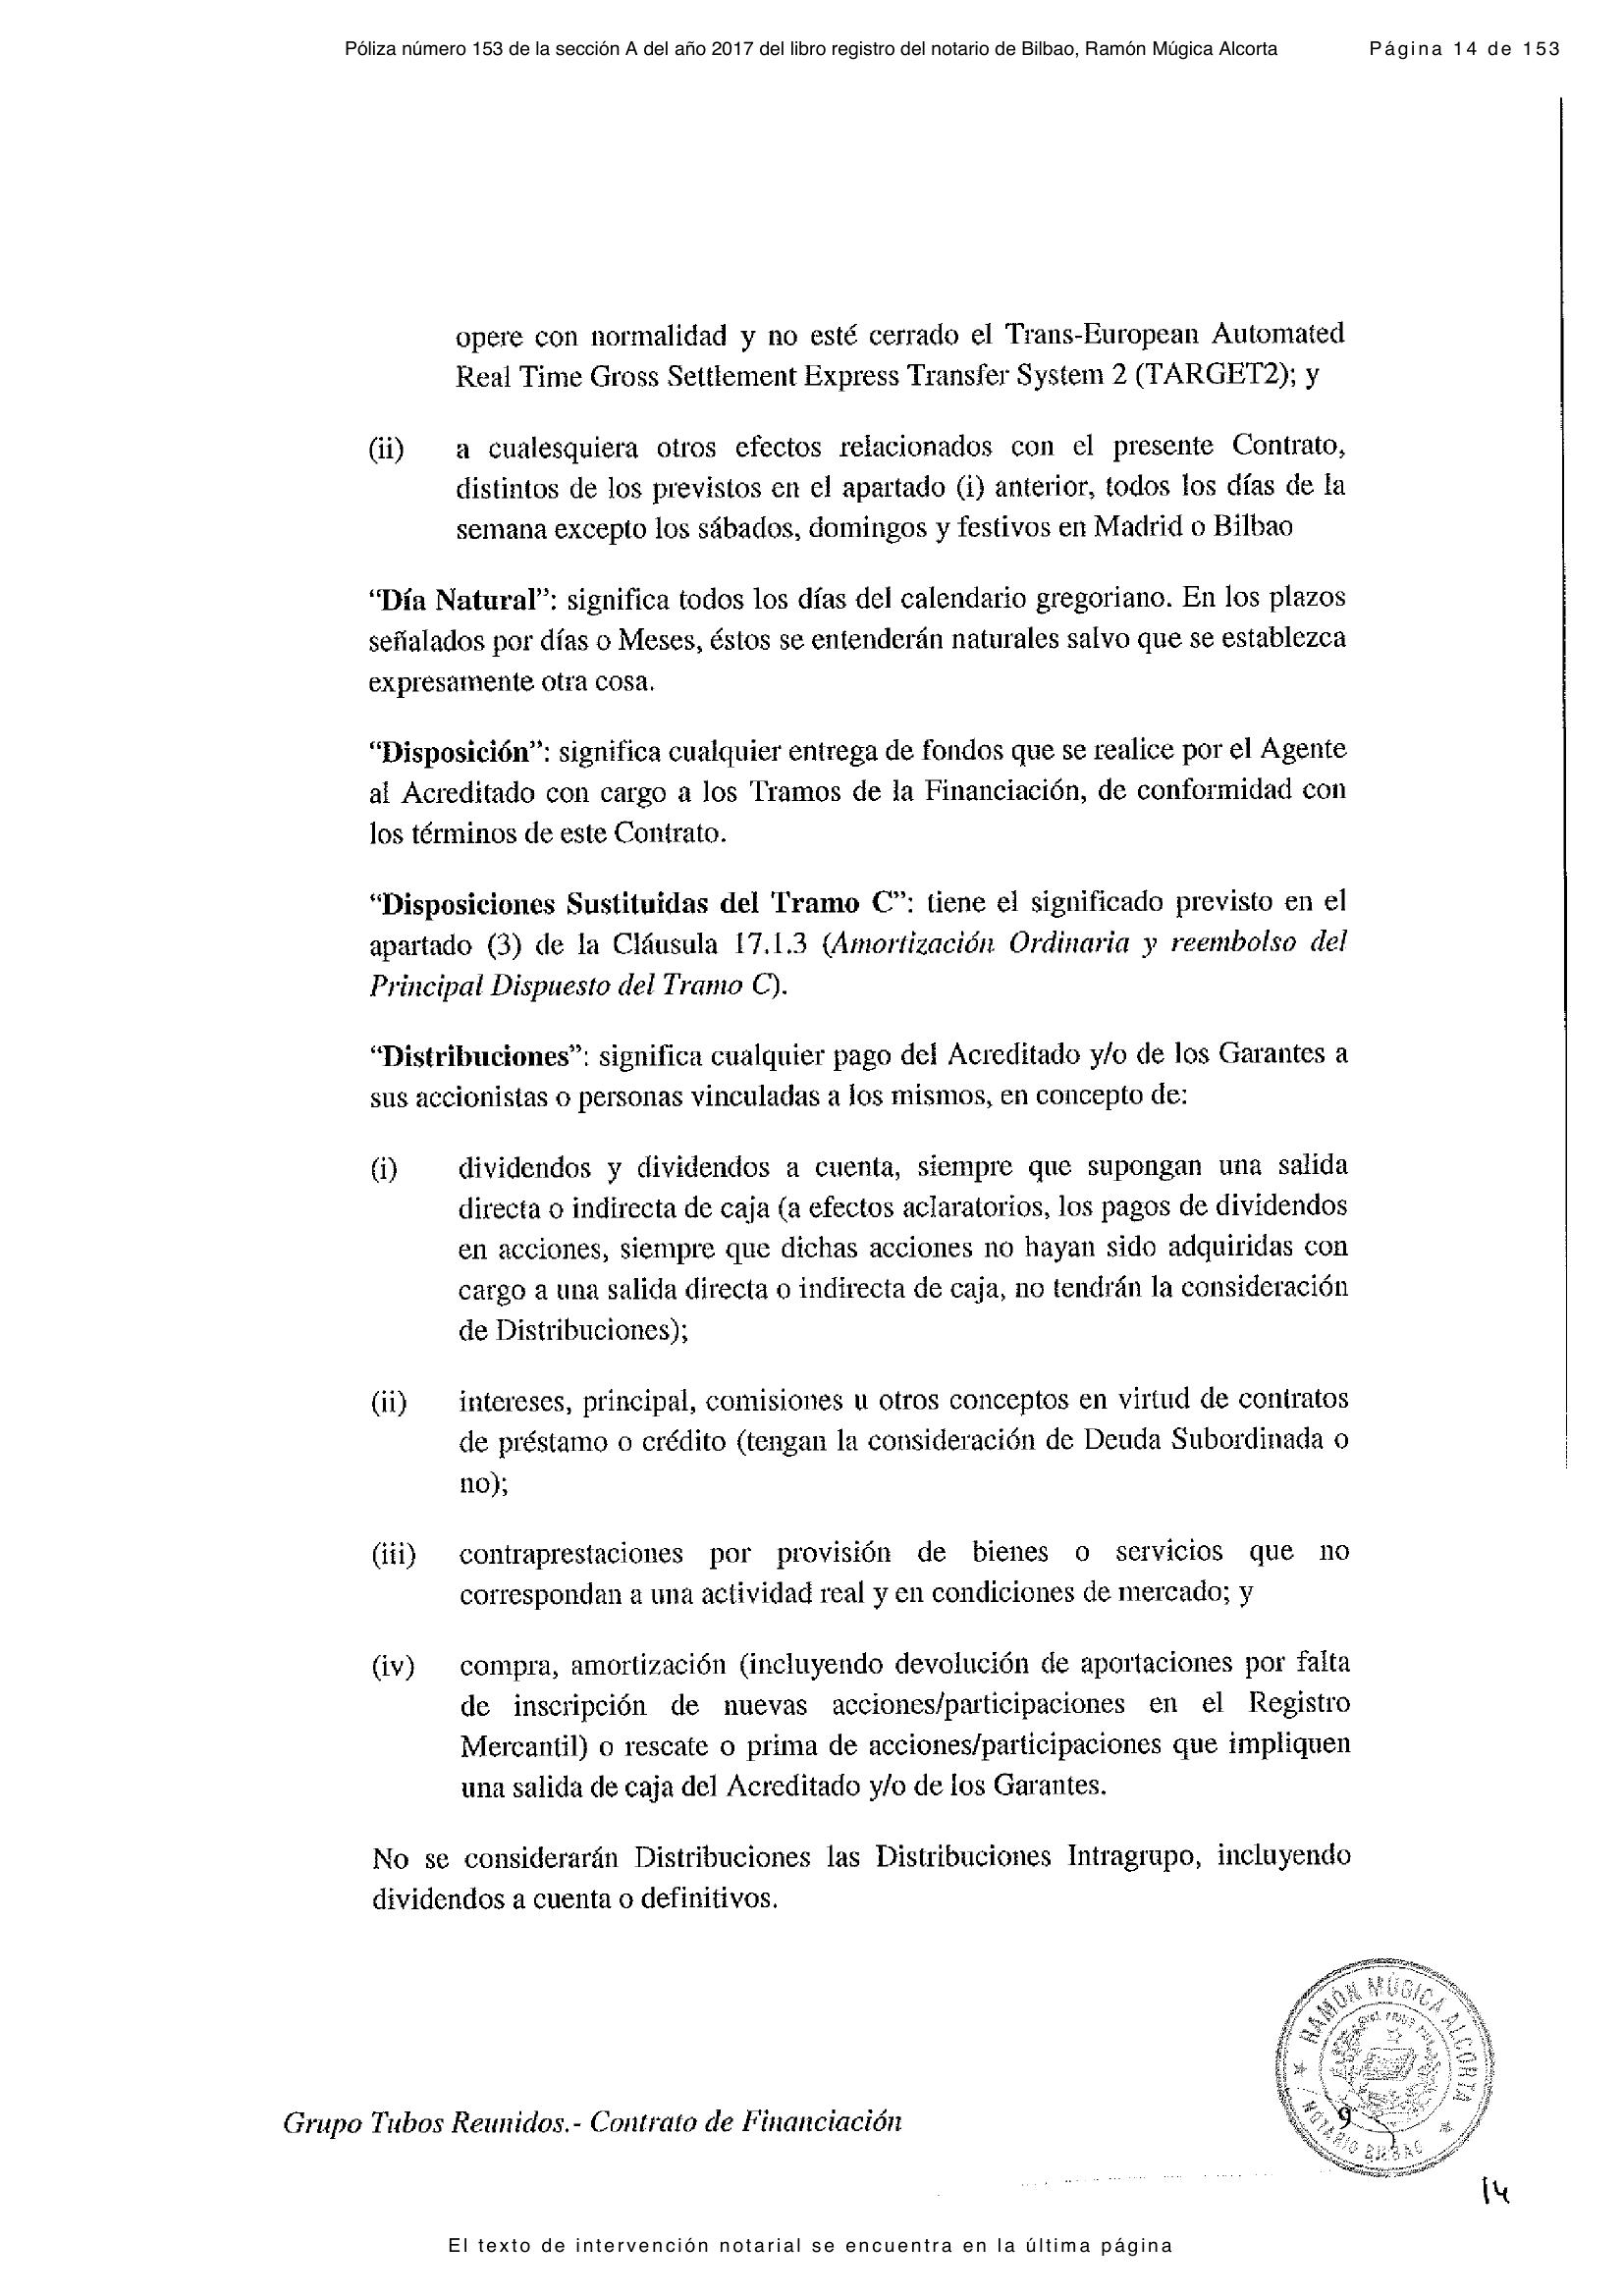 Póliza número 153 de la sección A del año 2017 del libro registro del notario de Bilbao, Ramón Múgica Alcorta Página 14 de 153
opere con normalidad y no esté cerrado el Trans-European Automated
Real Time Gross Settlement Express Transfer System 2 (TARGET2); y
(ii) a cualesquiera otros efectos relacionados con el presente Contrato,
distintos de los previstos en el apartado (i) anterior, todos los días de la
semana excepto los sábados, domingos y festivos en Madrid o Bilbao
“Día Natural”: significa todos los días del calendario gregoriano. En los plazos
señalados por días o Meses, éstos se entenderán naturales salvo que se establezca
expresamente otra cosa.
“Disposición”: significa cualquier entrega de fondos que se realice por el Agente
al Acreditado con cargo a los Tramos de la Financiación, de conformidad con
los términos de este Contrato.
“Disposiciones Sustituidas del Tramo C”: tiene el significado previsto en el
apartado (3) de la Cláusula 17.1.3 (Amortización Ordinaria y reembolso del
Principal Dispuesto del Tramo C).
“Distribuciones”: significa cualquier pago del Acreditado y/o de los Garantes a
sus accionistas o personas vinculadas a los mismos, en concepto de:
(i) dividendos y dividendos a cuenta, siempre que supongan una salida
directa o indirecta de caja (a efectos aclaratorios, los pagos de dividendos
en acciones, siempre que dichas acciones no hayan sido adquiridas con
cargo a una salida directa o indirecta de caja, no tendrán la consideración
de Distribuciones);
(ii) intereses, principal, comisiones u otros conceptos en virtud de contratos
de préstamo o crédito (tengan la consideración de Deuda Subordinada o
no);
(iii) contraprestaciones por provisión de bienes o servicios que no
correspondan a una actividad real y en condiciones de mercado; y
(iv) compra, amortización (incluyendo devolución de aportaciones por falta
de inscripción de nuevas acciones/participaciones en el Registro
Mercantil) o rescate o prima de acciones/participaciones que impliquen
una salida de caja del Acreditado y/o de los Garantes.
No se considerarán Distribuciones las Distribuciones Intragrupo, incluyendo
dividendos a cuenta o definitivos.
RAMÓN MÚGICA ALCORTA
NOTARIO BILBAO
Grupo Tubos Reunidos.- Contrato de Financiación 9
14
El texto de intervención notarial se encuentra en la última página